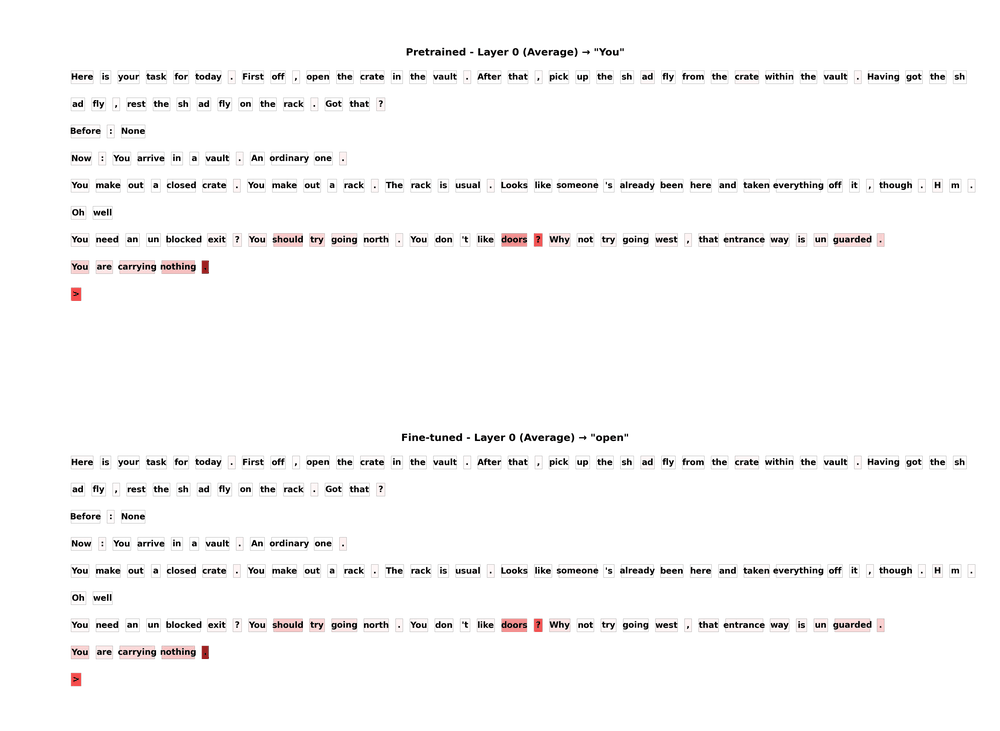 Pretrained - Layer 0 (Average) → "You"
Here is your task for today . First off , open the crate in the vault . After that , pick up the sh ad fly from the crate within the vault . Having got the sh
ad fly , rest the sh ad fly on the rack . Got that ?
Before : None
Now : You arrive in a vault . An ordinary one .
You make out a closed crate . You make out a rack . The rack is usual . Looks like someone 's already been here and taken everything off it , though . H m .
Oh well
You need an un blocked exit ? You should try going north . You don 't like doors ? Why not try going west , that entrance way is un guarded .
You are carrying nothing .
>
Fine-tuned - Layer 0 (Average) → "open"
Here is your task for today . First off , open the crate in the vault . After that , pick up the sh ad fly from the crate within the vault . Having got the sh
ad fly , rest the sh ad fly on the rack . Got that ?
Before : None
Now : You arrive in a vault . An ordinary one .
You make out a closed crate . You make out a rack . The rack is usual . Looks like someone 's already been here and taken everything off it , though . H m .
Oh well
You need an un blocked exit ? You should try going north . You don 't like doors ? Why not try going west , that entrance way is un guarded .
You are carrying nothing .
>